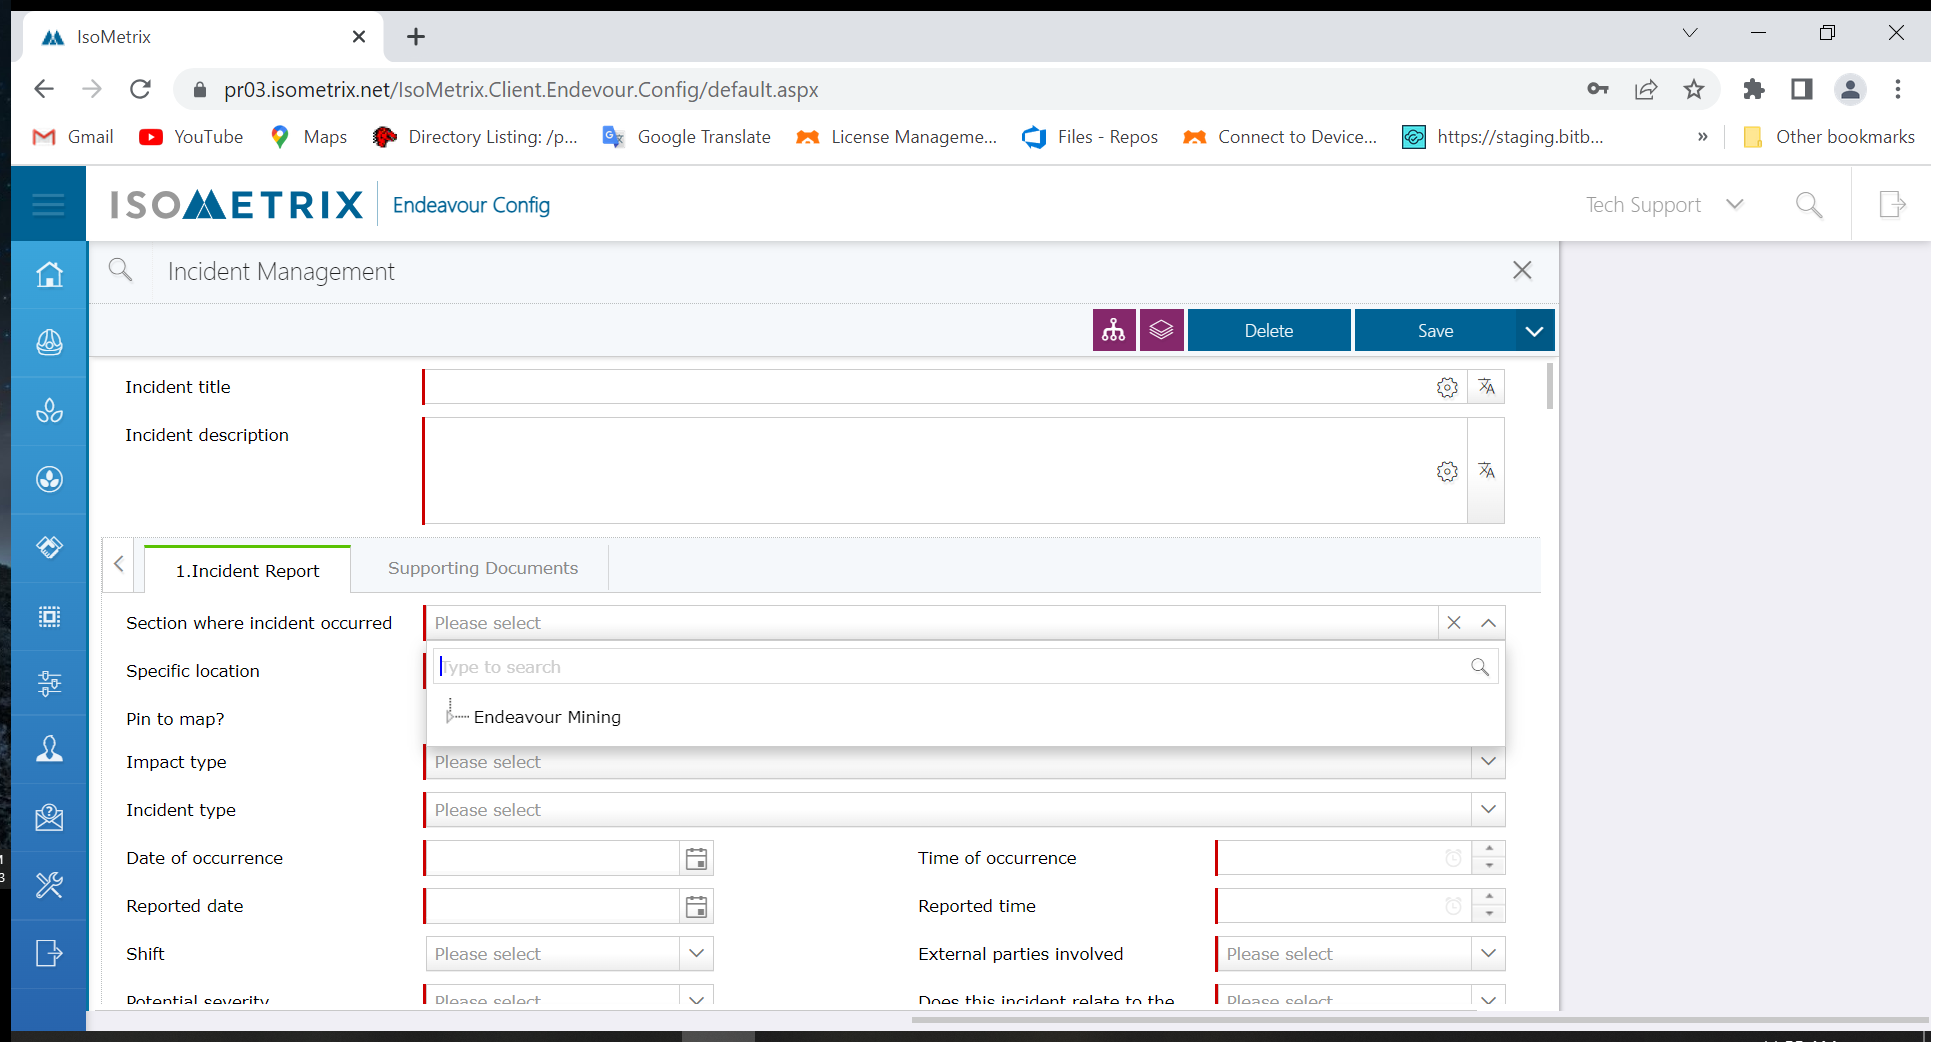 IsoMetrix
pr03.isometrix.net/IsoMetrix.Client.Endevour.Config/default.aspx
Gmail YouTube Maps Directory Listing: /p... Google Translate License Manageme... Files - Repos Connect to Device... https://staging.bitb... » Other bookmarks
ISOMETRIX Endeavour Config Tech Support
Incident Management
Delete Save
Incident title
Incident description
1.Incident Report Supporting Documents
Section where incident occurred Please select
Type to search
Specific location
Endeavour Mining
Pin to map?
Impact type Please select
Incident type Please select
Date of occurrence Time of occurrence
Reported date Reported time
Shift Please select External parties involved Please select
Potential severity Please select Does this incident relate to the Please select